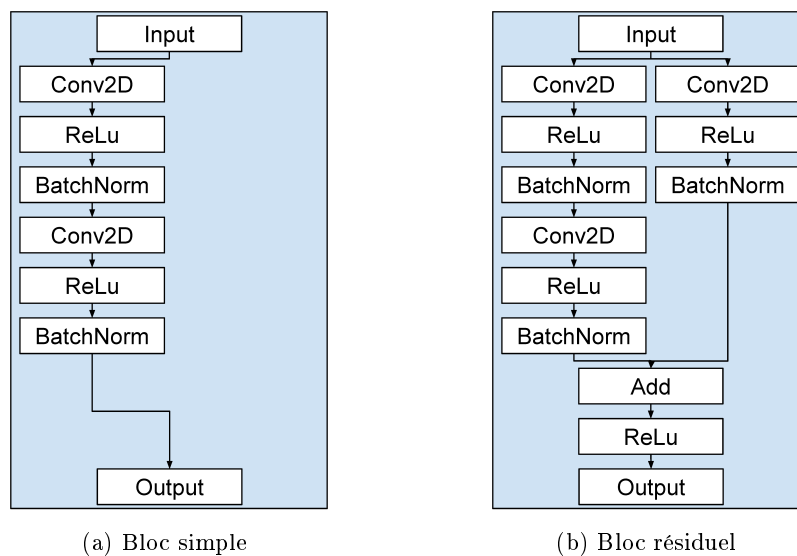 Input
Conv2D
ReLu
BatchNorm
Conv2D
ReLu
BatchNorm
Output
(a) Bloc simple
Input
Conv2D
ReLu
BatchNorm
Conv2D
ReLu
BatchNorm
Conv2D
ReLu
BatchNorm
Add
ReLu
Output
(b) Bloc résiduel